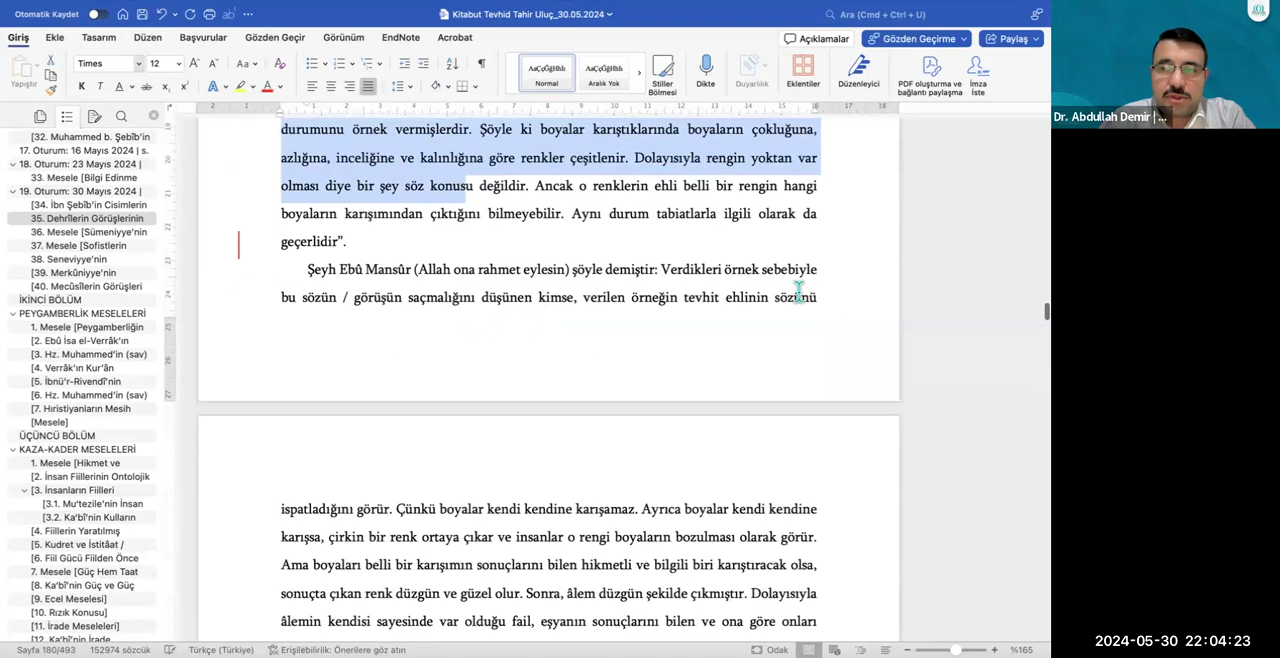 Otomatik Kaydet
Kitabut Tevhid Tahir Uluç_30.05.2024
Ara (Cmd + Ctrl + U)
Giriş Ekle Tasarım Düzen Başvurular Gözden Geçir Görünüm EndNote Acrobat
Açıklamalar Gözden Geçirme Paylaş
Yapıştır
Times 12
AaÇçĞğHhIi AaÇçĞğHhIi
Normal Aralık Yok
Stiller Bölmesi
Dikte
Duyarlılık
Eklentiler
Düzenleyici
PDF oluşturma ve bağlantı paylaşma
İmza İste
Dr. Abdullah Demir | ...
[32. Muhammed b. Şebîb'in
17. Oturum: 16 Mayıs 2024 | s.
18. Oturum: 23 Mayıs 2024 |
33. Mesele [Bilgi Edinme
19. Oturum: 30 Mayıs 2024 |
[34. İbn Şebîb'in Cisimlerin
35. Dehrîlerin Görüşlerinin
36. Mesele [Sümeniyye'nin
37. Mesele [Sofistlerin
38. Seneviyye'nin
[39. Merkûniyye'nin
[40. Mecûsîlerin Görüşleri
İKİNCİ BÖLÜM
PEYGAMBERLİK MESELELERİ
1. Mesele [Peygamberliğin
[2. Ebû İsa el-Verrâk'ın
[3. Hz. Muhammed'in (sav)
[4. Verrâk'ın Kur'ân
[5. İbnü'r-Rivendî'nin
[6. Hz. Muhammed'in (sav)
[7. Hıristiyanların Mesih
[Mesele]
ÜÇÜNCÜ BÖLÜM
KAZA-KADER MESELELERİ
1. Mesele [Hikmet ve
[2. İnsan Fiillerinin Ontolojik
[3. İnsanların Fiilleri
[3.1. Mu'tezile'nin İnsan
[3.2. Ka'bî'nin Kulların
[4. Fiillerin Yaratılmış
[5. Kudret ve İstitâat /
[6. Fiil Gücü Fiilden Önce
7. Mesele [Güç Hem Taat
[8. Ka'bî'nin Güç ve Güç
[9. Ecel Meselesi]
[10. Rızık Konusu]
[11. İrade Meseleleri]
[12. Ka'bî'nin İrade
durumunu örnek vermişlerdir. Şöyle ki boyalar karıştıklarında boyaların çokluğuna,
azlığına, inceliğine ve kalınlığına göre renkler çeşitlenir. Dolayısıyla rengin yoktan var
olması diye bir şey söz konusu değildir. Ancak o renklerin ehli belli bir rengin hangi
boyaların karışımından çıktığını bilmeyebilir. Aynı durum tabiatlarla ilgili olarak da
geçerlidir”.
Şeyh Ebû Mansûr (Allah ona rahmet eylesin) şöyle demiştir: Verdikleri örnek sebebiyle
bu sözün / görüşün saçmalığını düşünen kimse, verilen örneğin tevhit ehlinin sözünü
ispatladığını görür. Çünkü boyalar kendi kendine karışamaz. Ayrıca boyalar kendi kendine
karışsa, çirkin bir renk ortaya çıkar ve insanlar o rengi boyaların bozulması olarak görür.
Ama boyaları belli bir karışımın sonuçlarını bilen hikmetli ve bilgili biri karıştıracak olsa,
sonuçta çıkan renk düzgün ve güzel olur. Sonra, âlem düzgün şekilde çıkmıştır. Dolayısıyla
âlemin kendisi sayesinde var olduğu fail, eşyanın sonuçlarını bilen ve ona göre onları
Sayfa 180/493 152974 sözcük Türkçe (Türkiye) Erişilebilirlik: Önerilere göz atın
Odak %165
2024-05-30 22:04:23